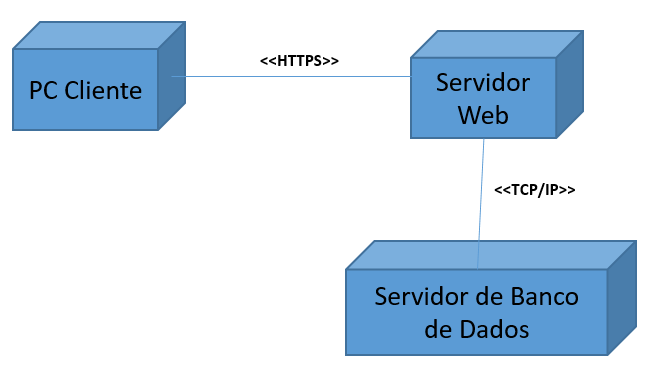 <<HTTPS>>
PC Cliente
Servidor
Web
<<TCP/IP>>
Servidor de Banco
de Dados